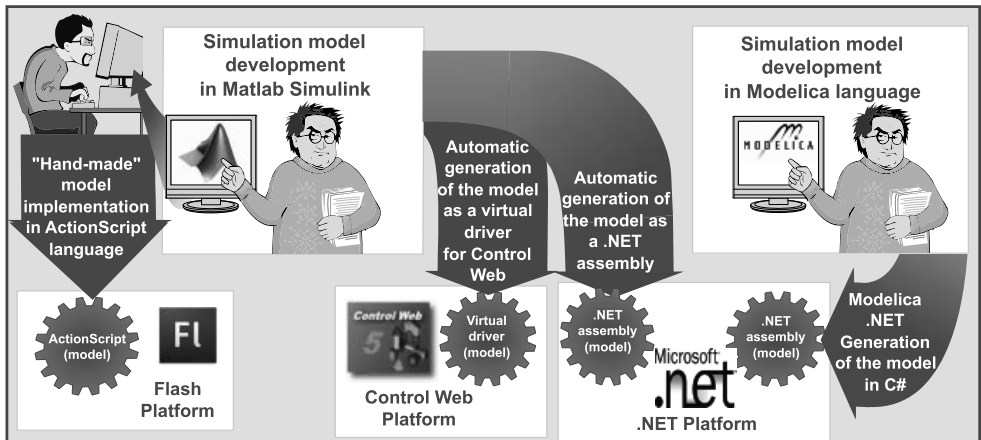 Simulation model
development
in Matlab Simulink
Simulation model
development
in Modelica language
MODELICA
"Hand-made"
model
implementation
in ActionScript
language
Automatic
generation
of the model
as a virtual
driver
for Control
Web
Automatic
generation of
the model as
a .NET
assembly
Modelica
.NET
Generation
of the model
in C#
ActionScript
(model)
Fl
Flash
Platform
Control Web
5
Virtual
driver
(model)
Control Web
Platform
.NET
assembly
(model)
.NET
assembly
(model)
Microsoft
.net
.NET Platform